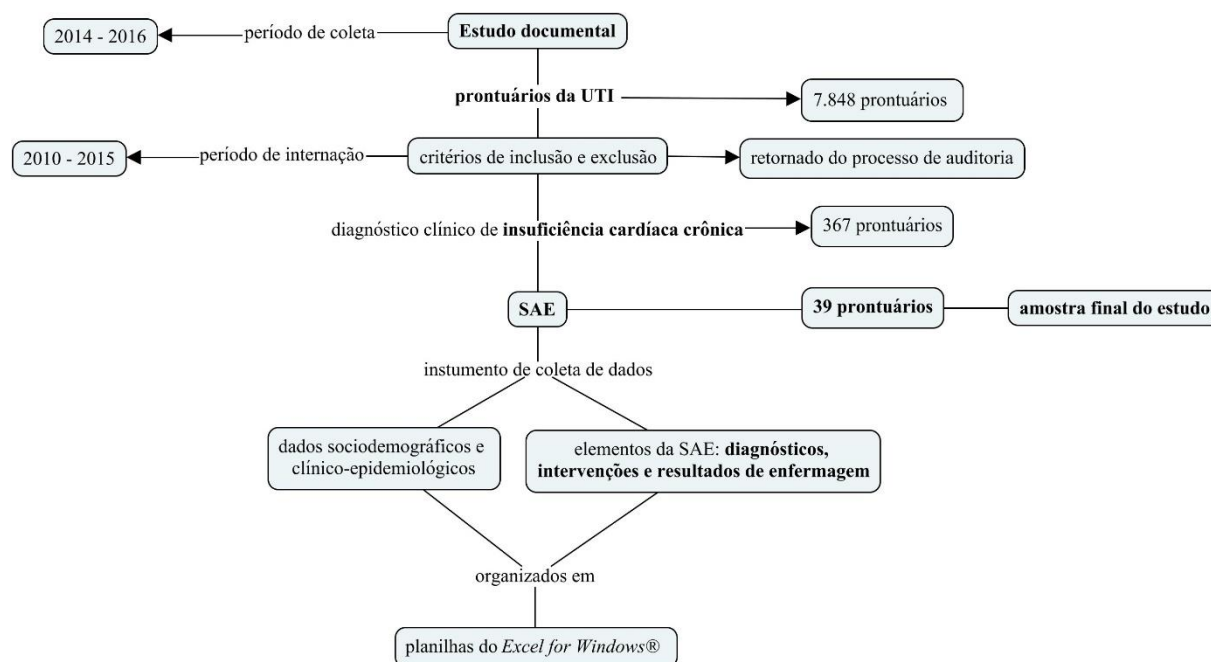 2014 - 2016
período de coleta
Estudo documental
prontuários da UTI
7.848 prontuários
2010 - 2015
período de internação
critérios de inclusão e exclusão
retornado do processo de auditoria
diagnóstico clínico de insuficiência cardíaca crônica
367 prontuários
SAE
39 prontuários
amostra final do estudo
instumento de coleta de dados
dados sociodemográficos e
clínico-epidemiológicos
elementos da SAE: diagnósticos,
intervenções e resultados de enfermagem
organizados em
planilhas do Excel for Windows®